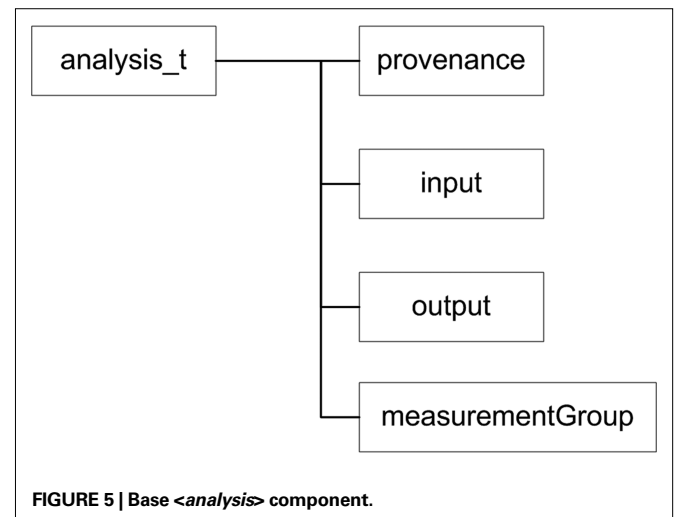 analysis_t
provenance
input
output
measurementGroup
FIGURE 5 | Base <analysis> component.